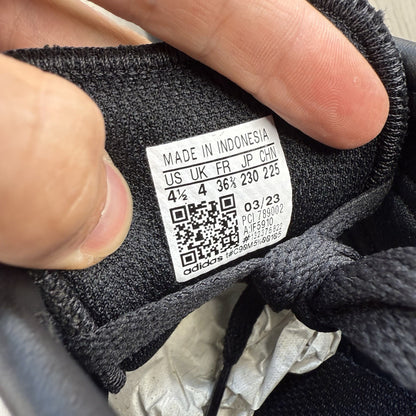 MADE IN INDONESIA
US UK FR JP CHN
4½ 4 36⅔ 230 225
03/23
PCI 789002
adidas